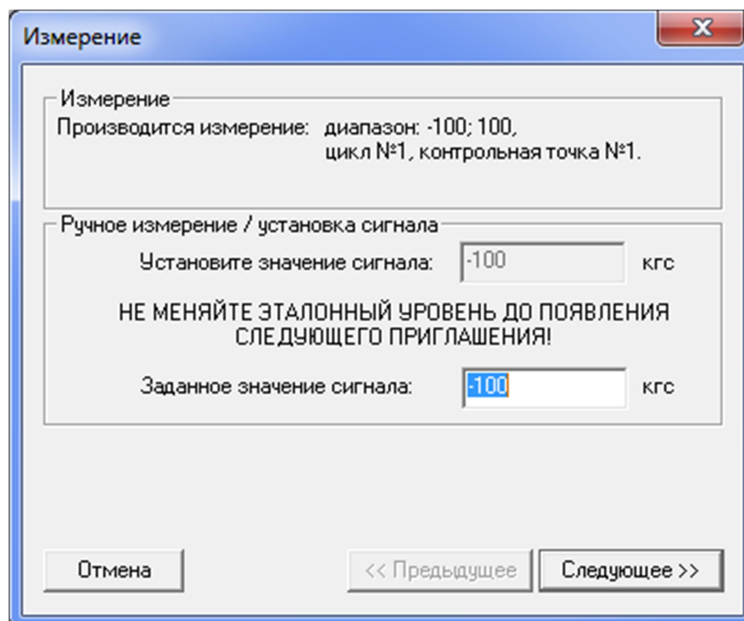 Измерение
Измерение
Производится измерение: диапазон: -100; 100,
цикл №1, контрольная точка №1.
Ручное измерение / установка сигнала
Установите значение сигнала: -100 кгс
НЕ МЕНЯЙТЕ ЭТАЛОННЫЙ УРОВЕНЬ ДО ПОЯВЛЕНИЯ
СЛЕДУЮЩЕГО ПРИГЛАШЕНИЯ!
Заданное значение сигнала: -100 кгс
Отмена << Предыдущее Следующее >>